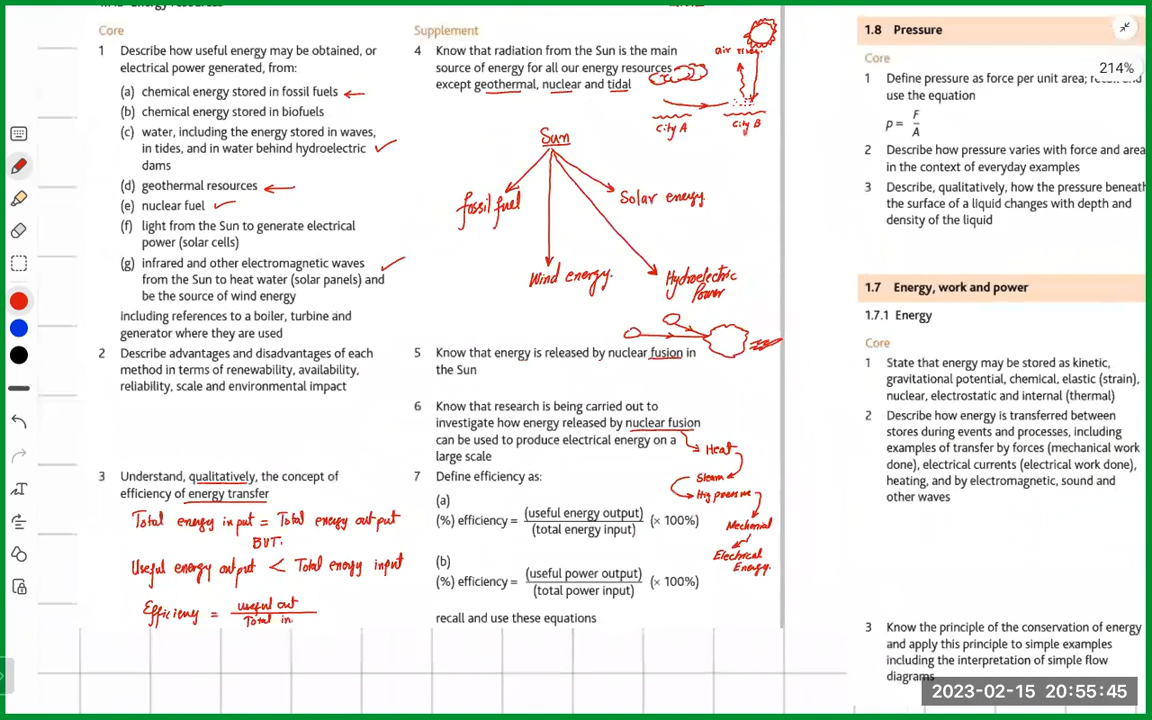 Core
1 Describe how useful energy may be obtained, or
electrical power generated, from:
(a) chemical energy stored in fossil fuels
(b) chemical energy stored in biofuels
(c) water, including the energy stored in waves,
in tides, and in water behind hydroelectric
dams
(d) geothermal resources
(e) nuclear fuel
(f) light from the Sun to generate electrical
power (solar cells)
(g) infrared and other electromagnetic waves
from the Sun to heat water (solar panels) and
be the source of wind energy
including references to a boiler, turbine and
generator where they are used
2 Describe advantages and disadvantages of each
method in terms of renewability, availability,
reliability, scale and environmental impact
3 Understand, qualitatively, the concept of
efficiency of energy transfer
Total energy input = Total energy output
BUT.
Useful energy output < Total energy input
Efficiency = useful out
Total in
Supplement
4 Know that radiation from the Sun is the main
source of energy for all our energy resources
except geothermal, nuclear and tidal
City A
City B
Sun
Fossil fuel
Solar energy
Wind energy.
Hydroelectric
Power
5 Know that energy is released by nuclear fusion in
the Sun
6 Know that research is being carried out to
investigate how energy released by nuclear fusion
can be used to produce electrical energy on a
large scale
Heat
Steam
7 Define efficiency as:
(a)
(%) efficiency = (useful energy output)
(total energy input) (× 100%)
Electrical
Energy.
(b)
(%) efficiency = (useful power output)
(total power input) (× 100%)
recall and use these equations
1.8 Pressure
214%
Core
1 Define pressure as force per unit area; recall and
use the equation
p = F
A
2 Describe how pressure varies with force and area
in the context of everyday examples
3 Describe, qualitatively, how the pressure beneath
the surface of a liquid changes with depth and
density of the liquid
1.7 Energy, work and power
1.7.1 Energy
Core
1 State that energy may be stored as kinetic,
gravitational potential, chemical, elastic (strain),
nuclear, electrostatic and internal (thermal)
2 Describe how energy is transferred between
stores during events and processes, including
examples of transfer by forces (mechanical work
done), electrical currents (electrical work done),
heating, and by electromagnetic, sound and
other waves
3 Know the principle of the conservation of energy
and apply this principle to simple examples
including the interpretation of simple flow
diagrams
2023-02-15 20:55:45